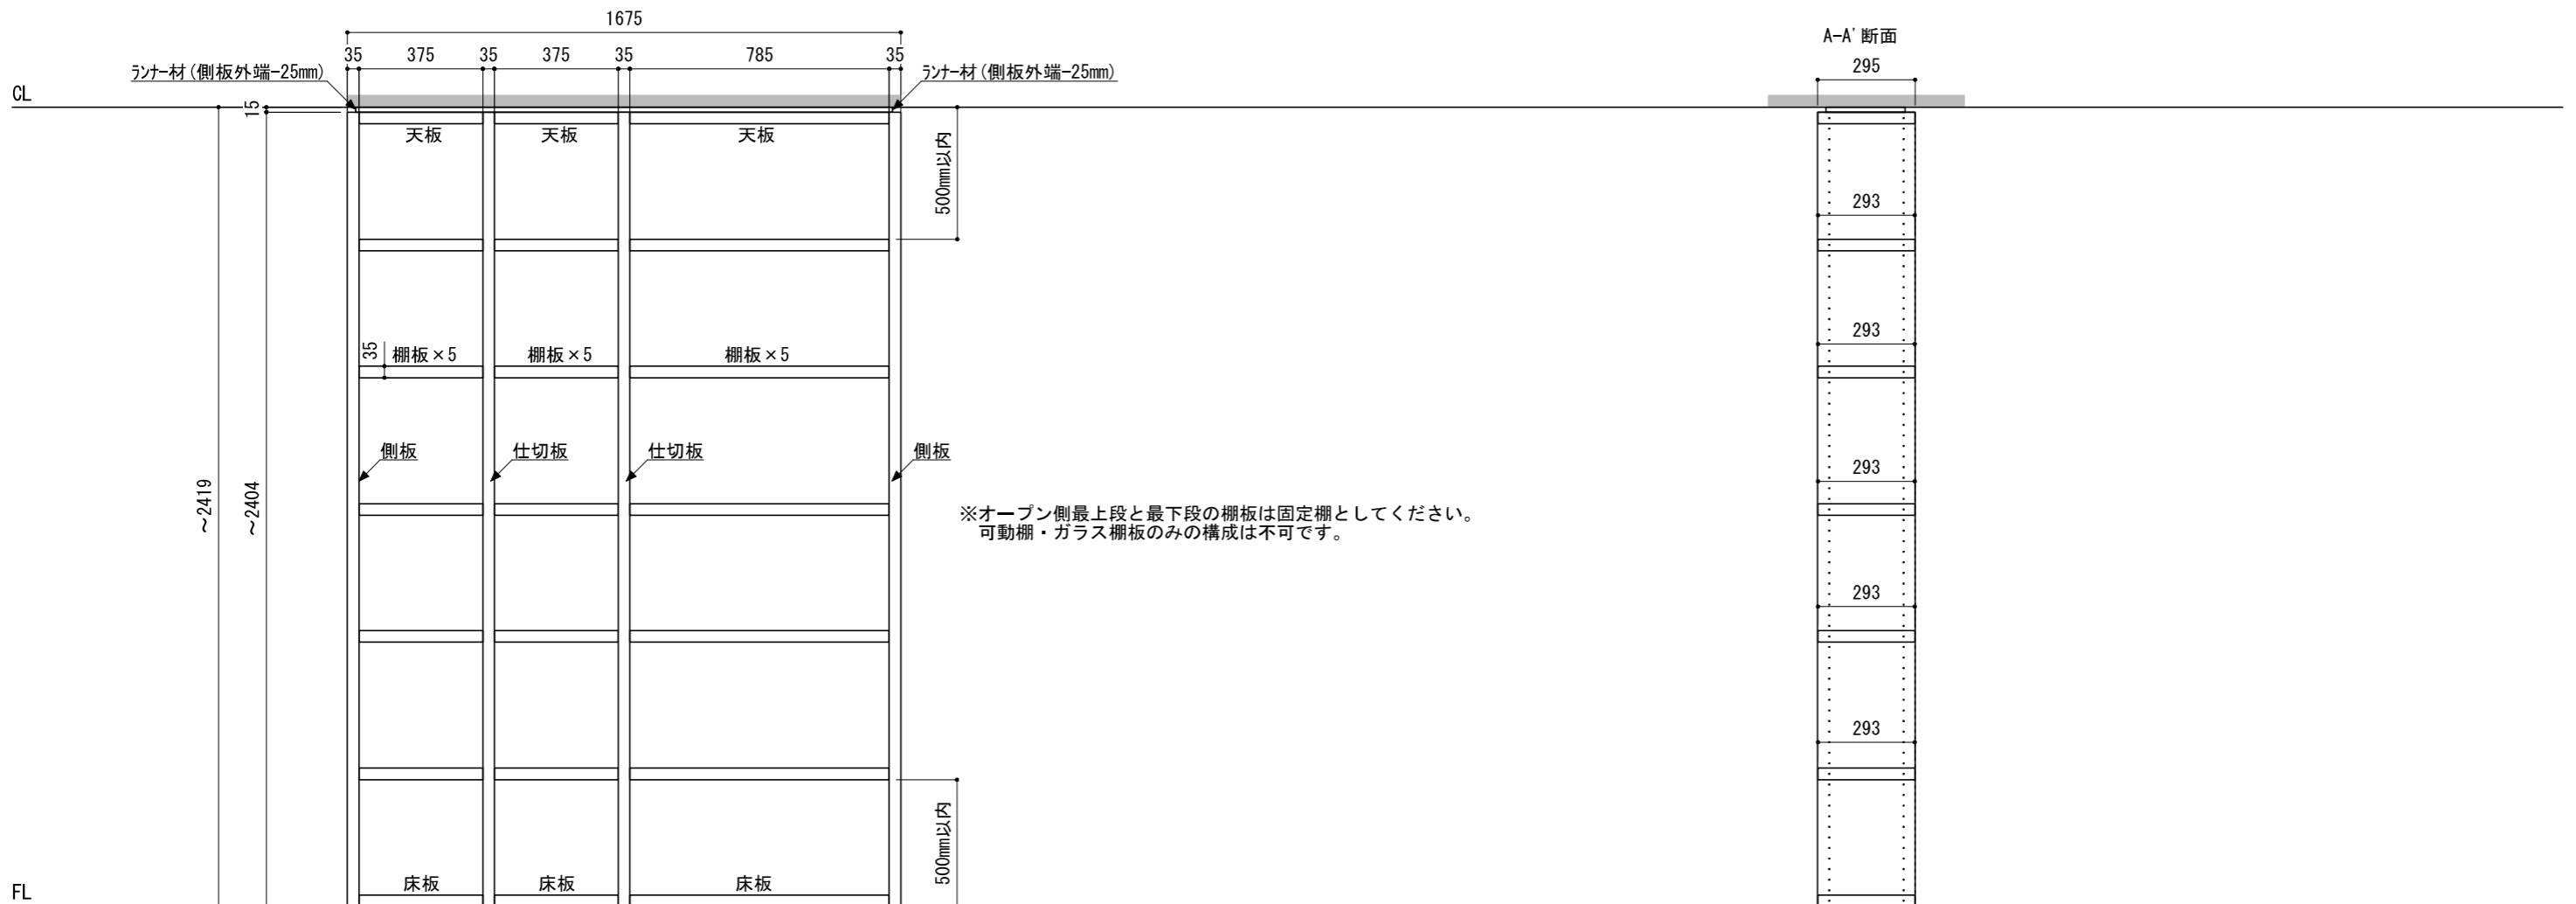 1675
A-A' 断面
35 375 35 375 35 785 35
295
ﾗﾝﾅｰ材(側板外端-25mm)
ﾗﾝﾅｰ材(側板外端-25mm)
CL
15
天板 天板 天板
500mm以内
293
293
35
棚板×5 棚板×5 棚板×5
側板 仕切板 仕切板 側板
293
～2419
～2404
※オープン側最上段と最下段の棚板は固定棚としてください。
可動棚・ガラス棚板のみの構成は不可です。
293
293
500mm以内
床板 床板 床板
FL